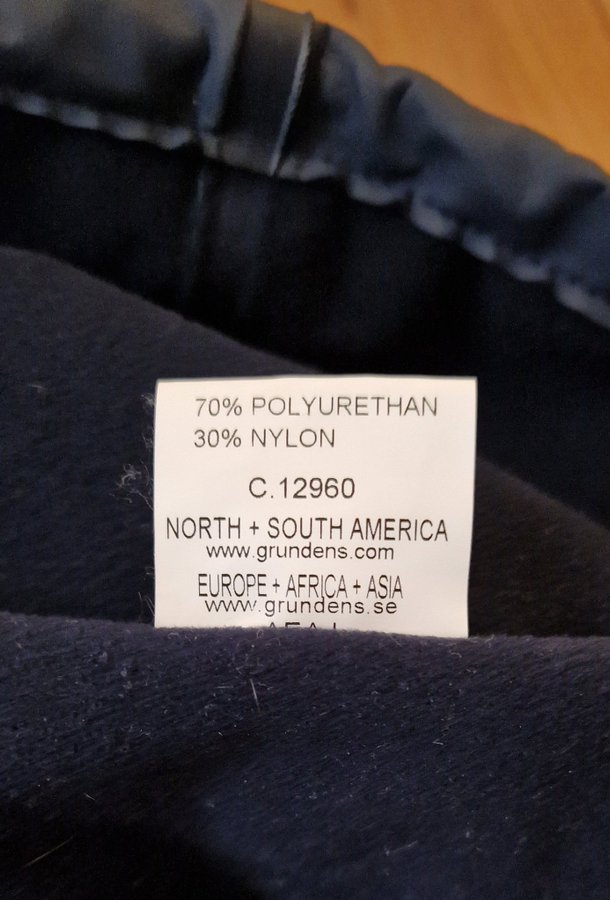 70% POLYURETHAN
30% NYLON
C.12960
NORTH + SOUTH AMERICA
www.grundens.com
EUROPE + AFRICA + ASIA
www.grundens.se